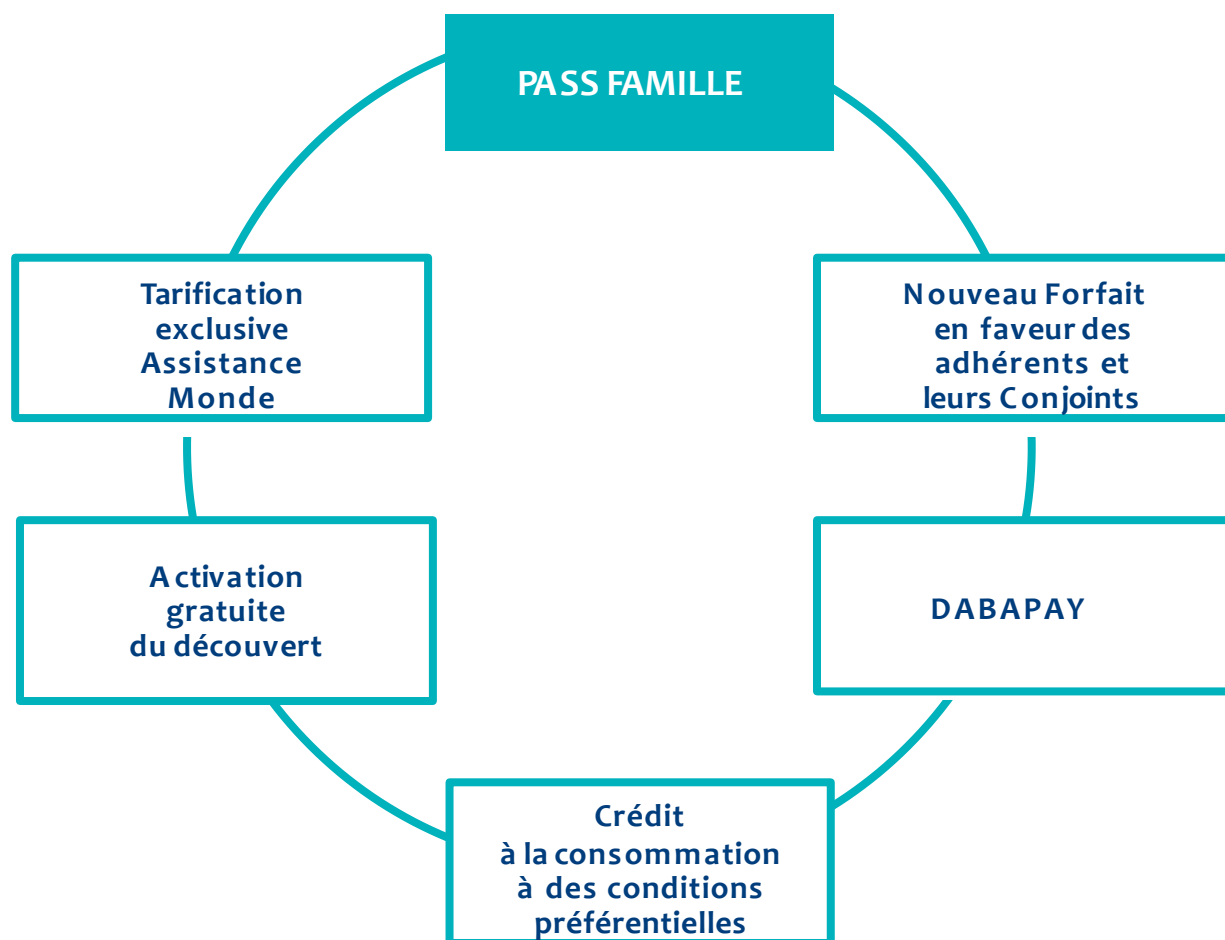 PASS FAMILLE
Tarification
exclusive
Assistance
Monde
Nouveau Forfait
en faveur des
adhérents et
leurs Conjoints
Activation
gratuite
du découvert
DABAPAY
Crédit
à la consommation
à des conditions
préférentielles